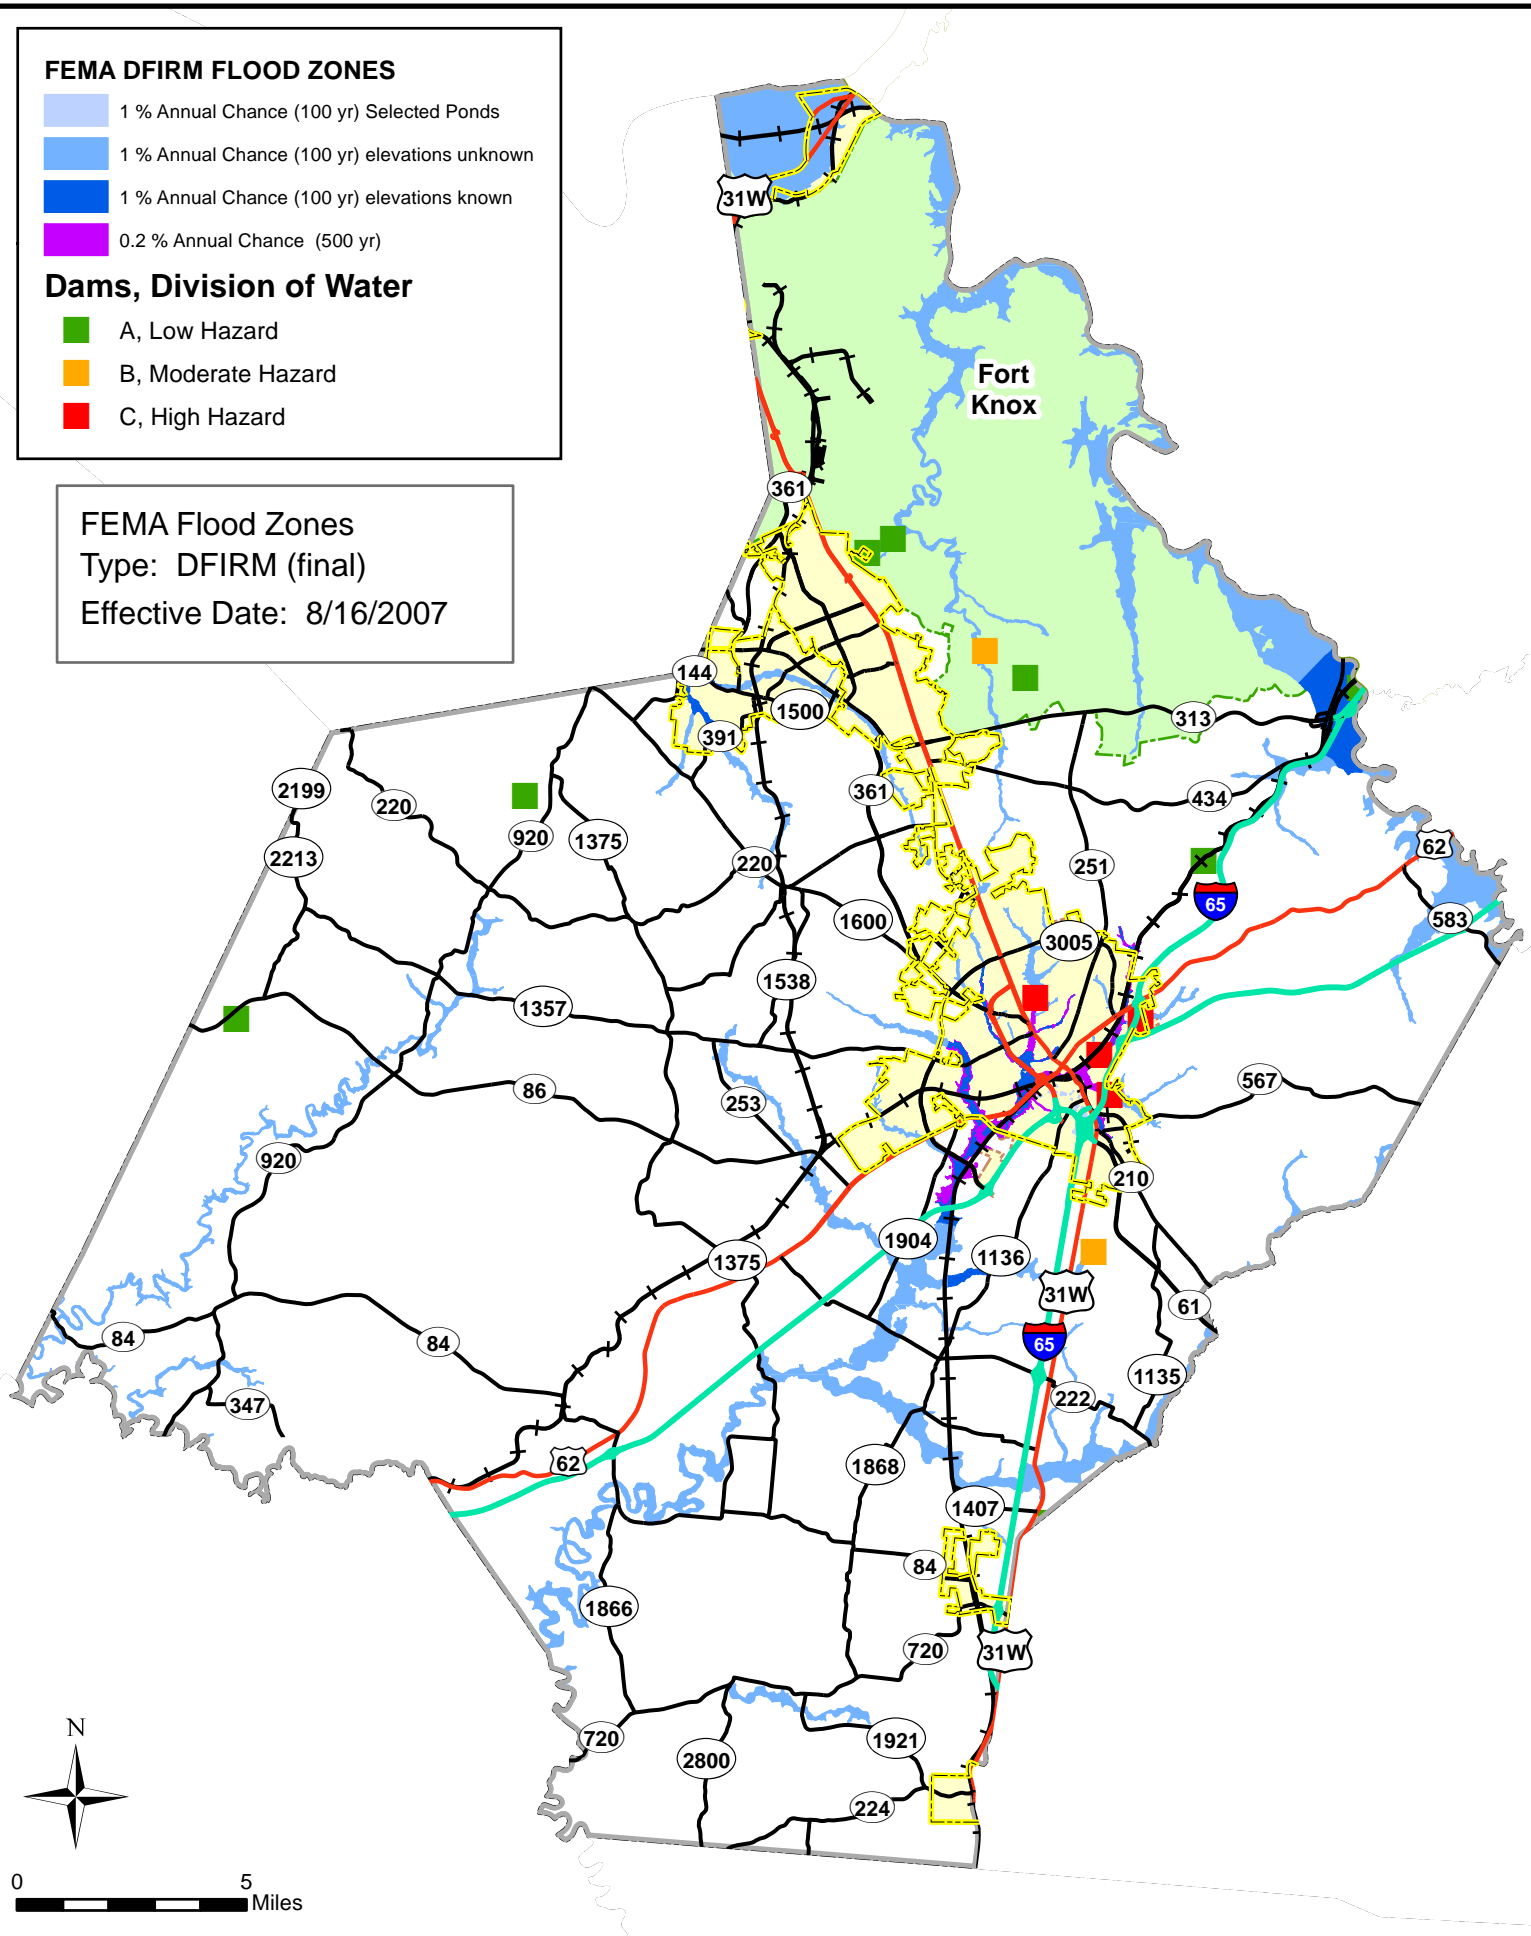 FEMA DFIRM FLOOD ZONES
1 % Annual Chance (100 yr) Selected Ponds
1 % Annual Chance (100 yr) elevations unknown
1 % Annual Chance (100 yr) elevations known
0.2 % Annual Chance (500 yr)
Dams, Division of Water
A, Low Hazard
B, Moderate Hazard
C, High Hazard
FEMA Flood Zones
Type: DFIRM (final)
Effective Date: 8/16/2007
31W
Fort
Knox
361
144
1500
391
313
2199
220
361
434
920
1375
2213
220
251
62
65
1600
583
3005
1538
1357
86
253
567
920
210
1904
1136
1375
31W
61
84
84
65
1135
347
222
62
1868
1407
84
1866
720
31W
720
1921
2800
224
N
0 5
Miles